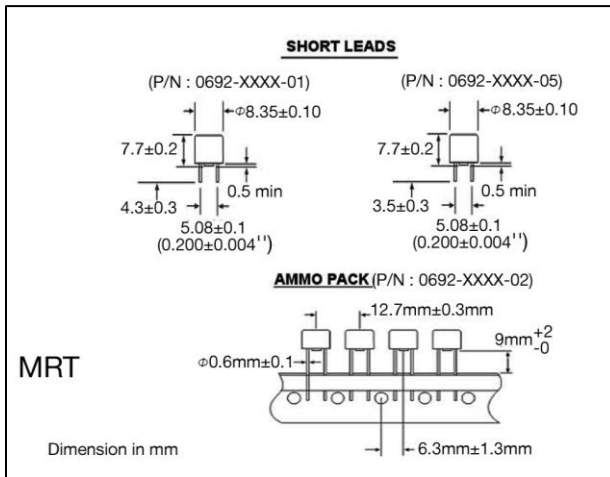 SHORT LEADS
(P/N : 0692-XXXX-01)
(P/N : 0692-XXXX-05)
Φ8.35±0.10
Φ8.35±0.10
7.7±0.2
7.7±0.2
0.5 min
0.5 min
4.3±0.3
3.5±0.3
5.08±0.1
(0.200±0.004'')
5.08±0.1
(0.200±0.004'')
AMMO PACK (P/N : 0692-XXXX-02)
12.7mm±0.3mm
9mm +2 -0
Φ0.6mm±0.1
MRT
6.3mm±1.3mm
Dimension in mm